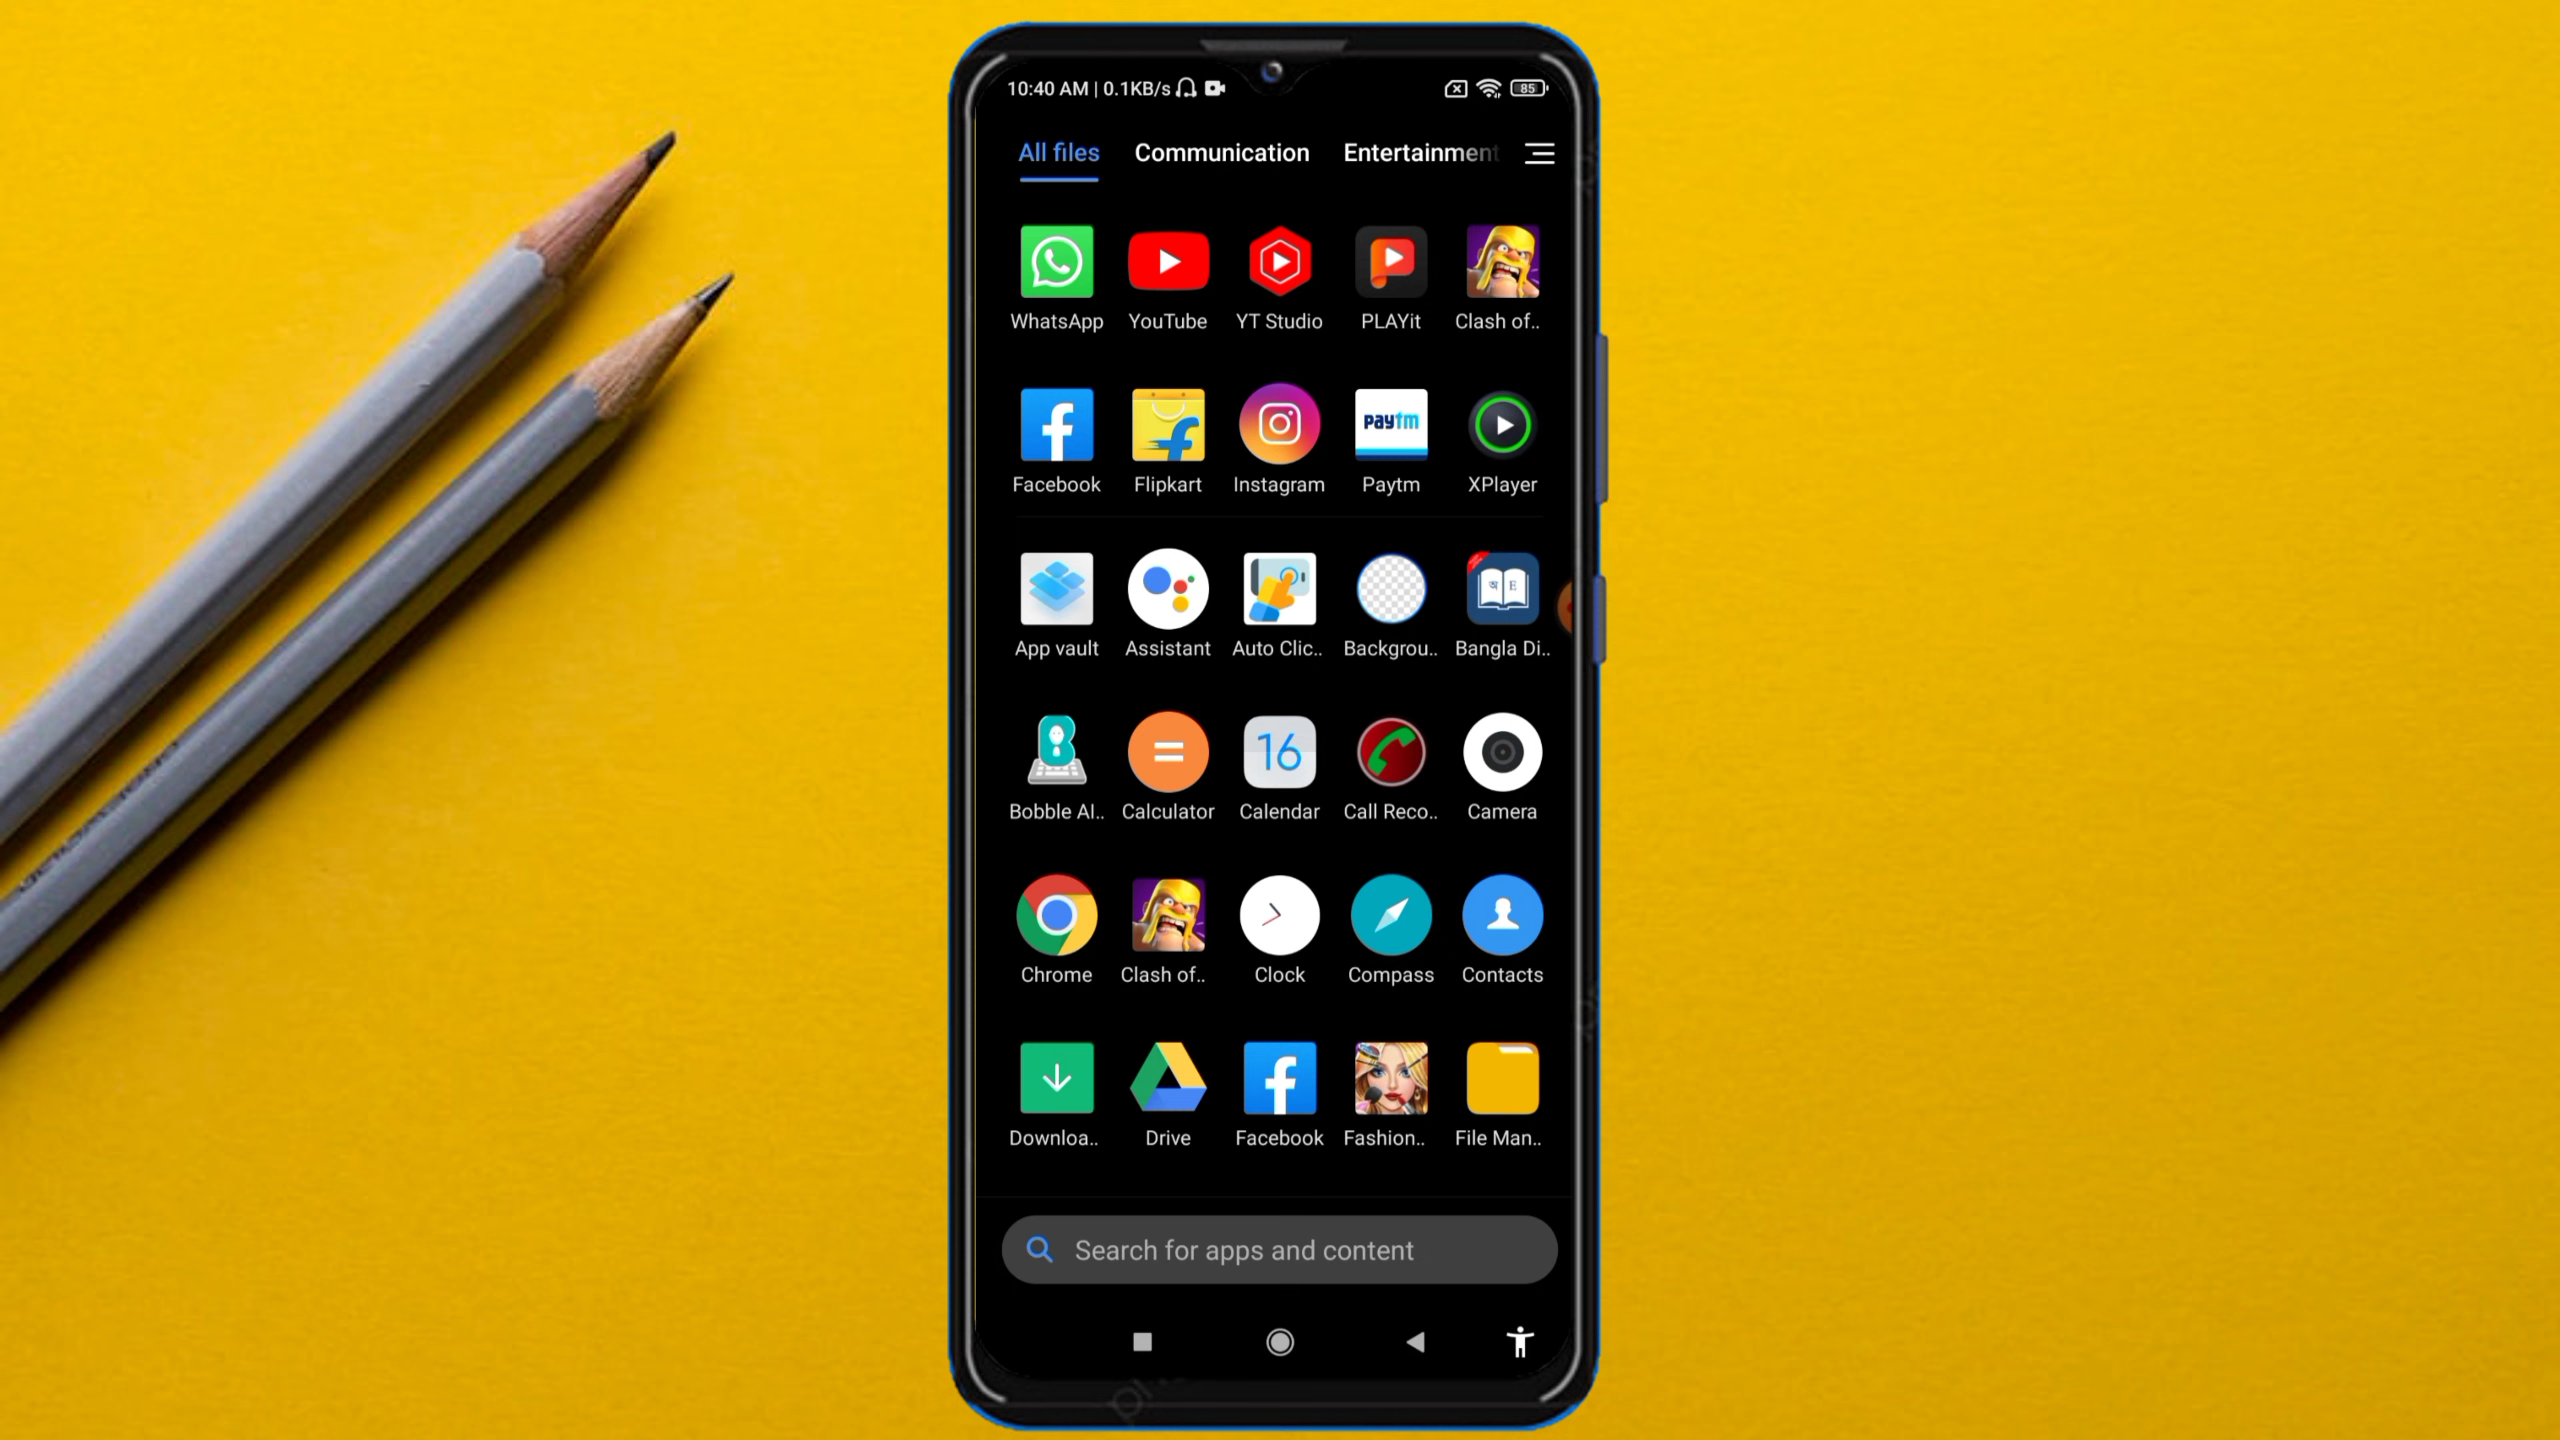 10:40 AM | 0.1KB/s
85
All files Communication Entertainment
WhatsApp YouTube YT Studio PLAYit Clash of..
paytm
Facebook Flipkart Instagram Paytm XPlayer
অ E
App vault Assistant Auto Clic.. Backgrou.. Bangla Di..
16
Bobble AI.. Calculator Calendar Call Reco.. Camera
Chrome Clash of.. Clock Compass Contacts
Downloa.. Drive Facebook Fashion.. File Man..
Search for apps and content